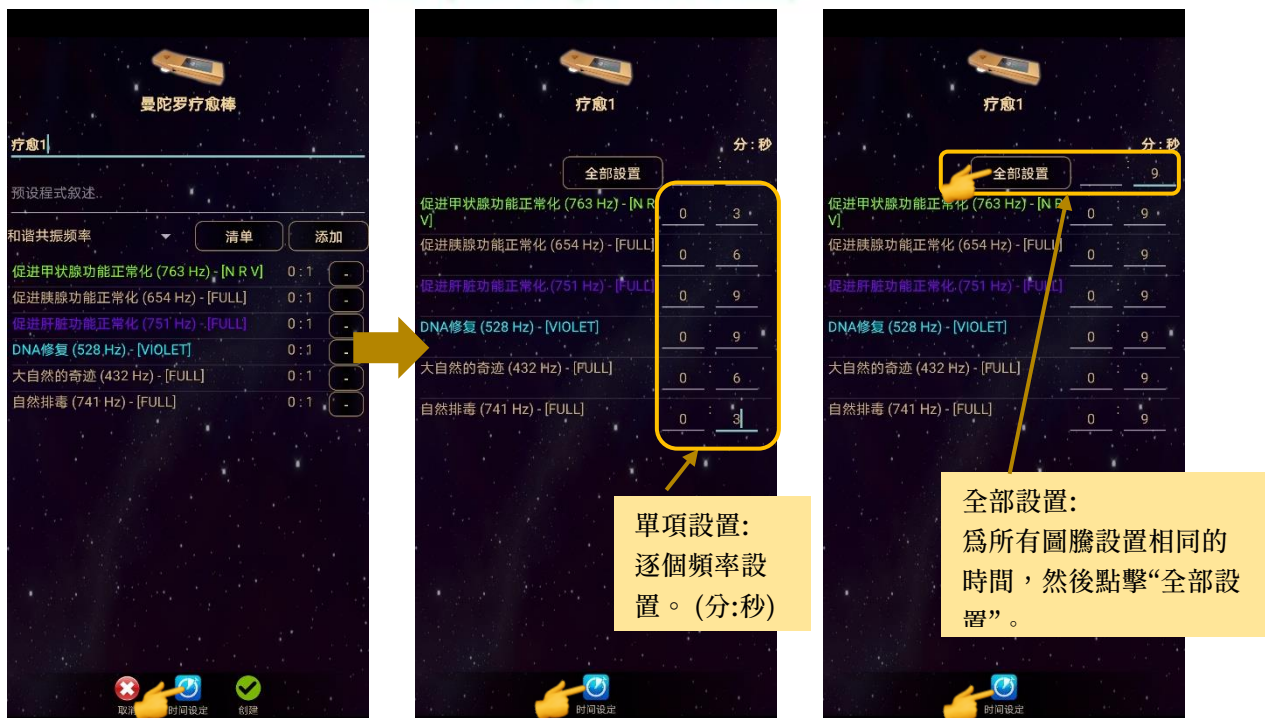 曼陀罗疗愈棒
疗愈1
预设程式叙述..
和谐共振频率
清单
添加
促进甲状腺功能正常化 (763 Hz) - [N R V] 0 : 1 -
促进胰腺功能正常化 (654 Hz) - [FULL] 0 : 1 -
促进肝脏功能正常化 (751 Hz) - [FULL] 0 : 1 -
DNA修复 (528 Hz) - [VIOLET] 0 : 1 -
大自然的奇迹 (432 Hz) - [FULL] 0 : 1 -
自然排毒 (741 Hz) - [FULL] 0 : 1 -
时间设定
创建
疗愈1
分 : 秒
全部設置
促进甲状腺功能正常化 (763 Hz) - [N R
V] 0 : 3
促进胰腺功能正常化 (654 Hz) - [FULL] 0 : 6
促进肝脏功能正常化 (751 Hz) - [FULL] 0 : 9
DNA修复 (528 Hz) - [VIOLET] 0 : 9
大自然的奇迹 (432 Hz) - [FULL] 0 : 6
自然排毒 (741 Hz) - [FULL] 0 : 3
單項設置:
逐個頻率設
置。 (分:秒)
时间设定
疗愈1
分 : 秒
全部設置 : 9
促进甲状腺功能正常化 (763 Hz) - [N R
V] 0 : 9
促进胰腺功能正常化 (654 Hz) - [FULL] 0 : 9
促进肝脏功能正常化 (751 Hz) - [FULL] 0 : 9
DNA修复 (528 Hz) - [VIOLET] 0 : 9
大自然的奇迹 (432 Hz) - [FULL] 0 : 9
自然排毒 (741 Hz) - [FULL] 0 : 9
全部設置:
爲所有圖騰設置相同的
時間，然後點擊“全部設
置”。
时间设定